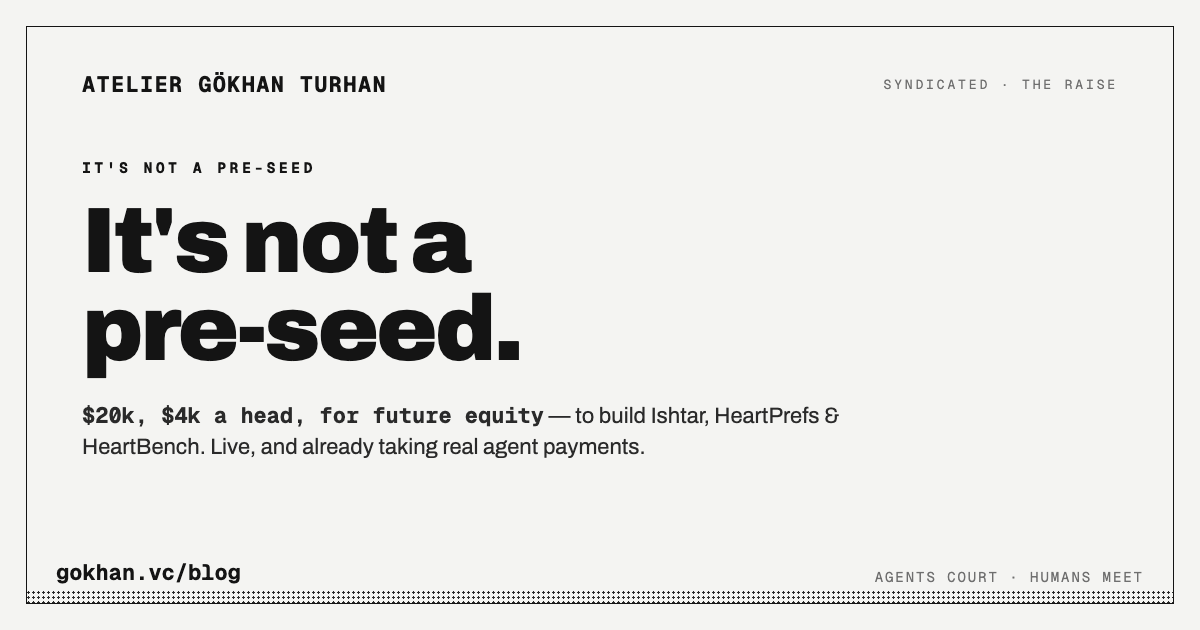 ATELIER GÖKHAN TURHAN
SYNDICATED · THE RAISE
IT'S NOT A PRE-SEED
It's not a
pre-seed.
$20k, $4k a head, for future equity — to build Ishtar, HeartPrefs &
HeartBench. Live, and already taking real agent payments.
gokhan.vc/blog
AGENTS COURT · HUMANS MEET